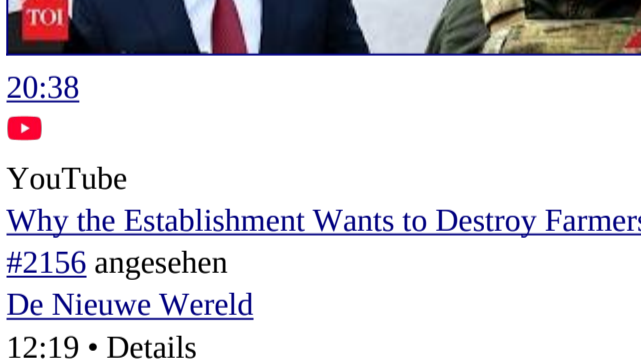 TOI
20:38
YouTube
Why the Establishment Wants to Destroy Farmers
#2156 angesehen
De Nieuwe Wereld
12:19 • Details